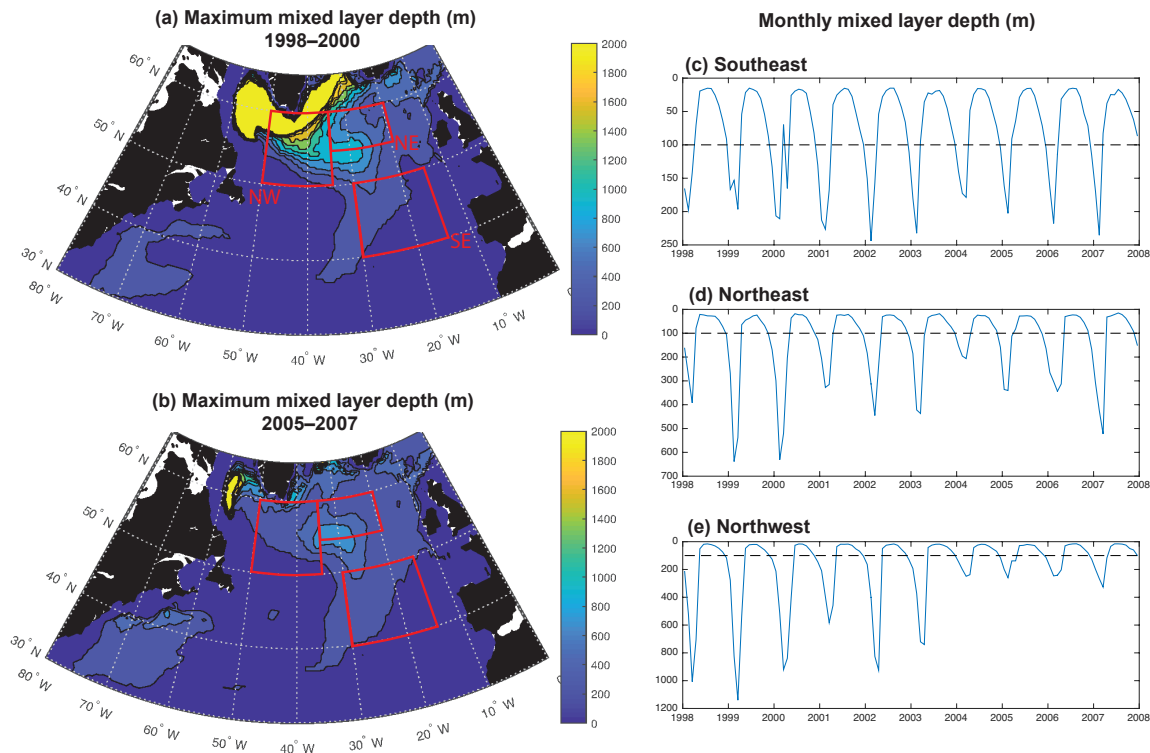 (a) Maximum mixed layer depth (m)
1998–2000
60° N
50° N
40° N
30° N
80° W
70° W
60° W
50° W
40° W
30° W
20° W
10° W
NW
NE
SE
2000
1800
1600
1400
1200
1000
800
600
400
200
0
(b) Maximum mixed layer depth (m)
2005–2007
60° N
50° N
40° N
30° N
80° W
70° W
60° W
50° W
40° W
30° W
20° W
10° W
2000
1800
1600
1400
1200
1000
800
600
400
200
0
Monthly mixed layer depth (m)
(c) Southeast
0
50
100
150
200
250
1998 1999 2000 2001 2002 2003 2004 2005 2006 2007 2008
(d) Northeast
0
100
200
300
400
500
600
700
1998 1999 2000 2001 2002 2003 2004 2005 2006 2007 2008
(e) Northwest
0
200
400
600
800
1000
1200
1998 1999 2000 2001 2002 2003 2004 2005 2006 2007 2008